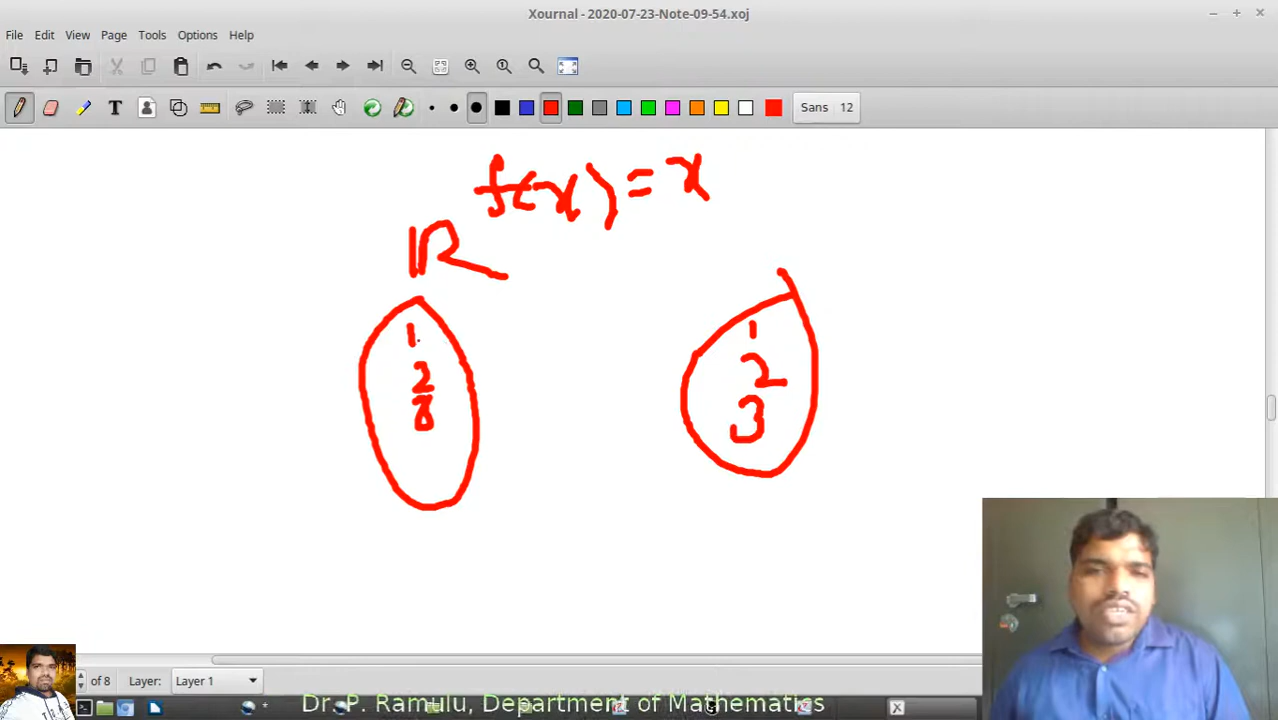 Xournal - 2020-07-23-Note-09-54.xoj
File Edit View Page Tools Options Help
Sans 12
f(x) = x
ℝ
1
2
8
1
2
3
of 8 Layer: Layer 1
Dr. P. Ramulu, Department of Mathematics